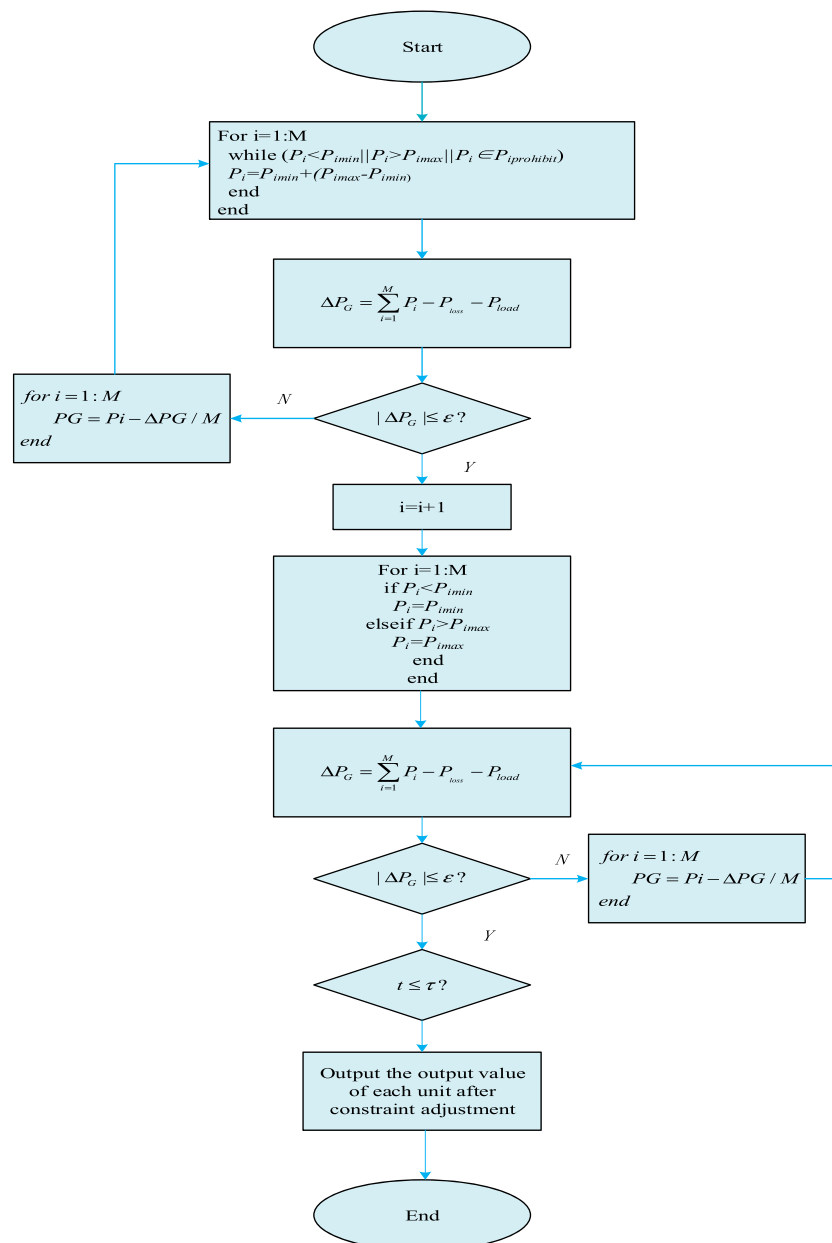 Start
For i=1:M
while (P_i<P_imin||P_i>P_imax||P_i ∈P_iprohibit)
P_i=P_imin+(P_imax-P_imin)
end
end
ΔP_G = ∑_{i=1}^{M} P_i − P_loss − P_load
for i = 1 : M
PG = Pi − ΔPG / M
end
N
| ΔP_G |≤ ε ?
Y
i=i+1
For i=1:M
if P_i<P_imin
P_i=P_imin
elseif P_i>P_imax
P_i=P_imax
end
end
ΔP_G = ∑_{i=1}^{M} P_i − P_loss − P_load
| ΔP_G |≤ ε ?
N
for i = 1 : M
PG = Pi − ΔPG / M
end
Y
t ≤ τ ?
Output the output value
of each unit after
constraint adjustment
End